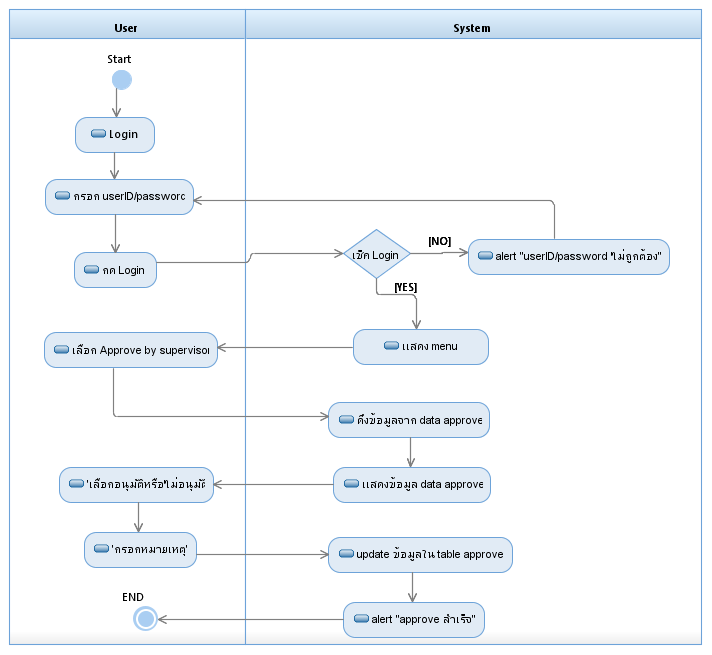 User
System
Start
Login
กรอก userID/password
กด Login
เช็ค Login
[NO]
alert "userID/password ไม่ถูกต้อง"
[YES]
แสดง menu
เลือก Approve by supervisor
ดึงข้อมูลจาก data approve
แสดงข้อมูล data approve
'เลือกอนุมัติหรือไม่อนุมัติ
'กรอกหมายเหตุ'
update ข้อมูลใน table approve
END
alert "approve สำเร็จ"